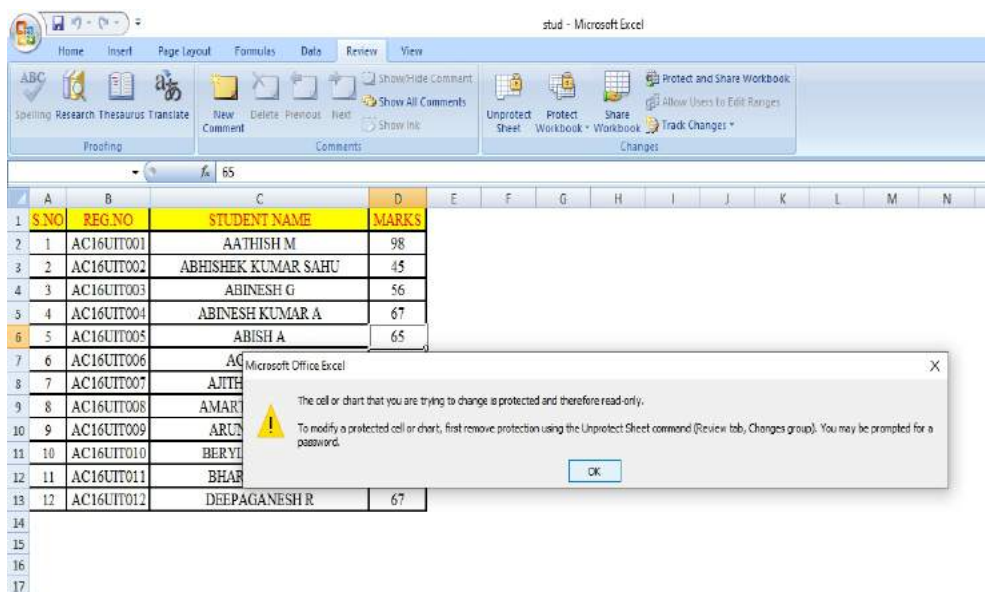 stud - Microsoft Excel
Home Insert Page Layout Formulas Data Review View
ABC
Spelling Research Thesaurus Translate
New Comment Delete Previous Next
Show/Hide Comment
Show All Comments
Show Ink
Unprotect Sheet Protect Workbook Share Workbook
Protect and Share Workbook
Allow Users to Edit Ranges
Track Changes
Proofing Comments Changes
fx 65
A B C D E F G H I J K L M N
1 S.NO REG.NO STUDENT NAME MARKS
2 1 AC16UIT001 AATHISH M 98
3 2 AC16UIT002 ABHISHEK KUMAR SAHU 45
4 3 AC16UIT003 ABINESH G 56
5 4 AC16UIT004 ABINESH KUMAR A 67
6 5 AC16UIT005 ABISH A 65
7 6 AC16UIT006
8 7 AC16UIT007 AJITH
9 8 AC16UIT008
10 9 AC16UIT009
11 10 AC16UIT010
12 11 AC16UIT011
13 12 AC16UIT012 DEEPAGANESH R 67
14
15
16
17
Microsoft Office Excel X
The cell or chart that you are trying to change is protected and therefore read-only.
To modify a protected cell or chart, first remove protection using the Unprotect Sheet command (Review tab, Changes group). You may be prompted for a
password.
OK